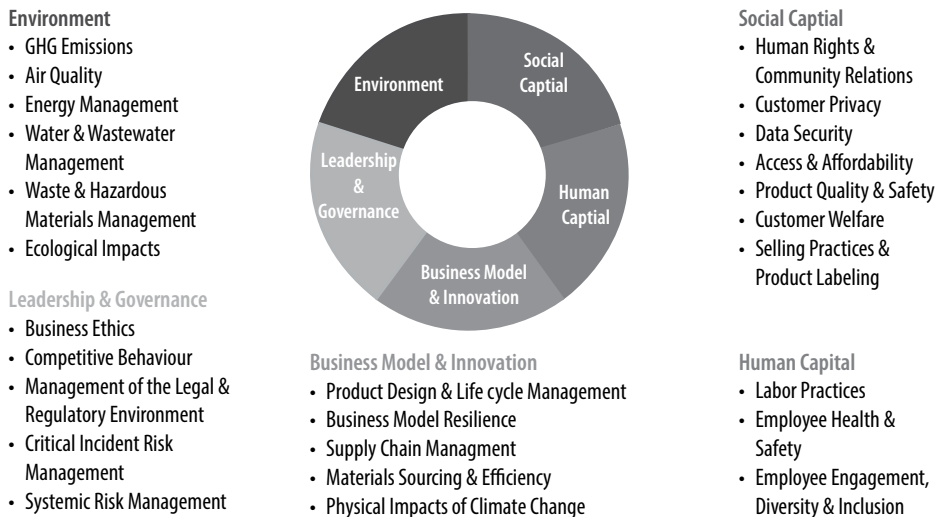 Environment
• GHG Emissions
• Air Quality
• Energy Management
• Water & Wastewater
Management
• Waste & Hazardous
Materials Management
• Ecological Impacts
Leadership & Governance
• Business Ethics
• Competitive Behaviour
• Management of the Legal &
Regulatory Environment
• Critical Incident Risk
Management
• Systemic Risk Management
Environment
Social
Captial
Leadership
&
Governance
Human
Captial
Business Model
& Innovation
Business Model & Innovation
• Product Design & Life cycle Management
• Business Model Resilience
• Supply Chain Managment
• Materials Sourcing & Efficiency
• Physical Impacts of Climate Change
Social Captial
• Human Rights &
Community Relations
• Customer Privacy
• Data Security
• Access & Affordability
• Product Quality & Safety
• Customer Welfare
• Selling Practices &
Product Labeling
Human Capital
• Labor Practices
• Employee Health &
Safety
• Employee Engagement,
Diversity & Inclusion